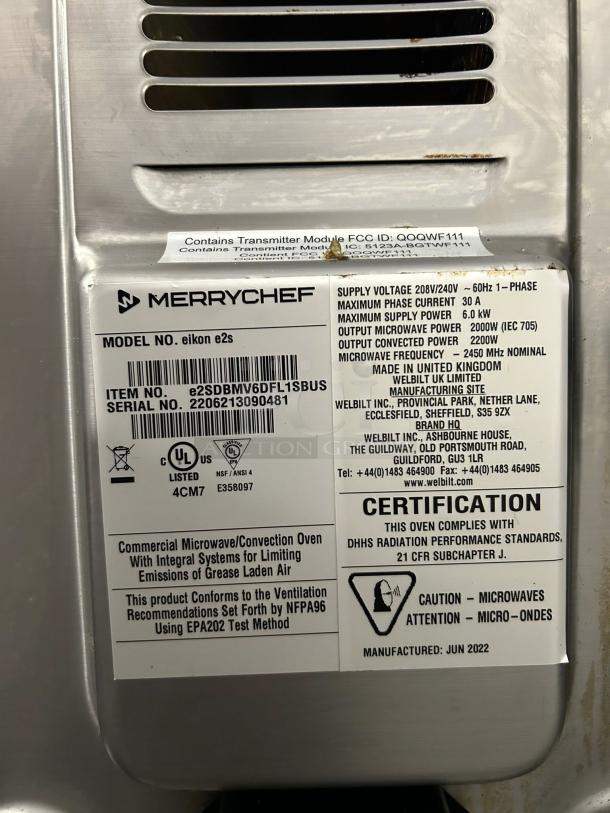 Contains Transmitter Module FCC ID: QOQWF111
Contains Transmitter Module IC: 5123A-BGTWF111
MERRYCHEF
MODEL NO. eikon e2s
ITEM NO. e2SDBMV6DFL1SBUS
SERIAL NO. 2206213090481
C UL US
LISTED
4CM7
NSF / ANSI 4
E358097
Commercial Microwave/Convection Oven
With Integral Systems for Limiting
Emissions of Grease Laden Air
This product Conforms to the Ventilation
Recommendations Set Forth by NFPA96
Using EPA202 Test Method
SUPPLY VOLTAGE 208V/240V ~ 60Hz 1-PHASE
MAXIMUM PHASE CURRENT 30 A
MAXIMUM SUPPLY POWER 6.0 kW
OUTPUT MICROWAVE POWER 2000W (IEC 705)
OUTPUT CONVECTED POWER 2200W
MICROWAVE FREQUENCY - 2450 MHz NOMINAL
MADE IN UNITED KINGDOM
WELBILT UK LIMITED
MANUFACTURING SITE
WELBILT INC., PROVINCIAL PARK, NETHER LANE,
ECCLESFIELD, SHEFFIELD, S35 9ZX
BRAND HQ
WELBILT INC., ASHBOURNE HOUSE,
THE GUILDWAY, OLD PORTSMOUTH ROAD,
GUILDFORD, GU3 1LR
Tel: +44(0)1483 464900 Fax: +44(0)1483 464905
www.welbilt.com
CERTIFICATION
THIS OVEN COMPLIES WITH
DHHS RADIATION PERFORMANCE STANDARDS,
21 CFR SUBCHAPTER J.
CAUTION - MICROWAVES
ATTENTION - MICRO-ONDES
MANUFACTURED: JUN 2022